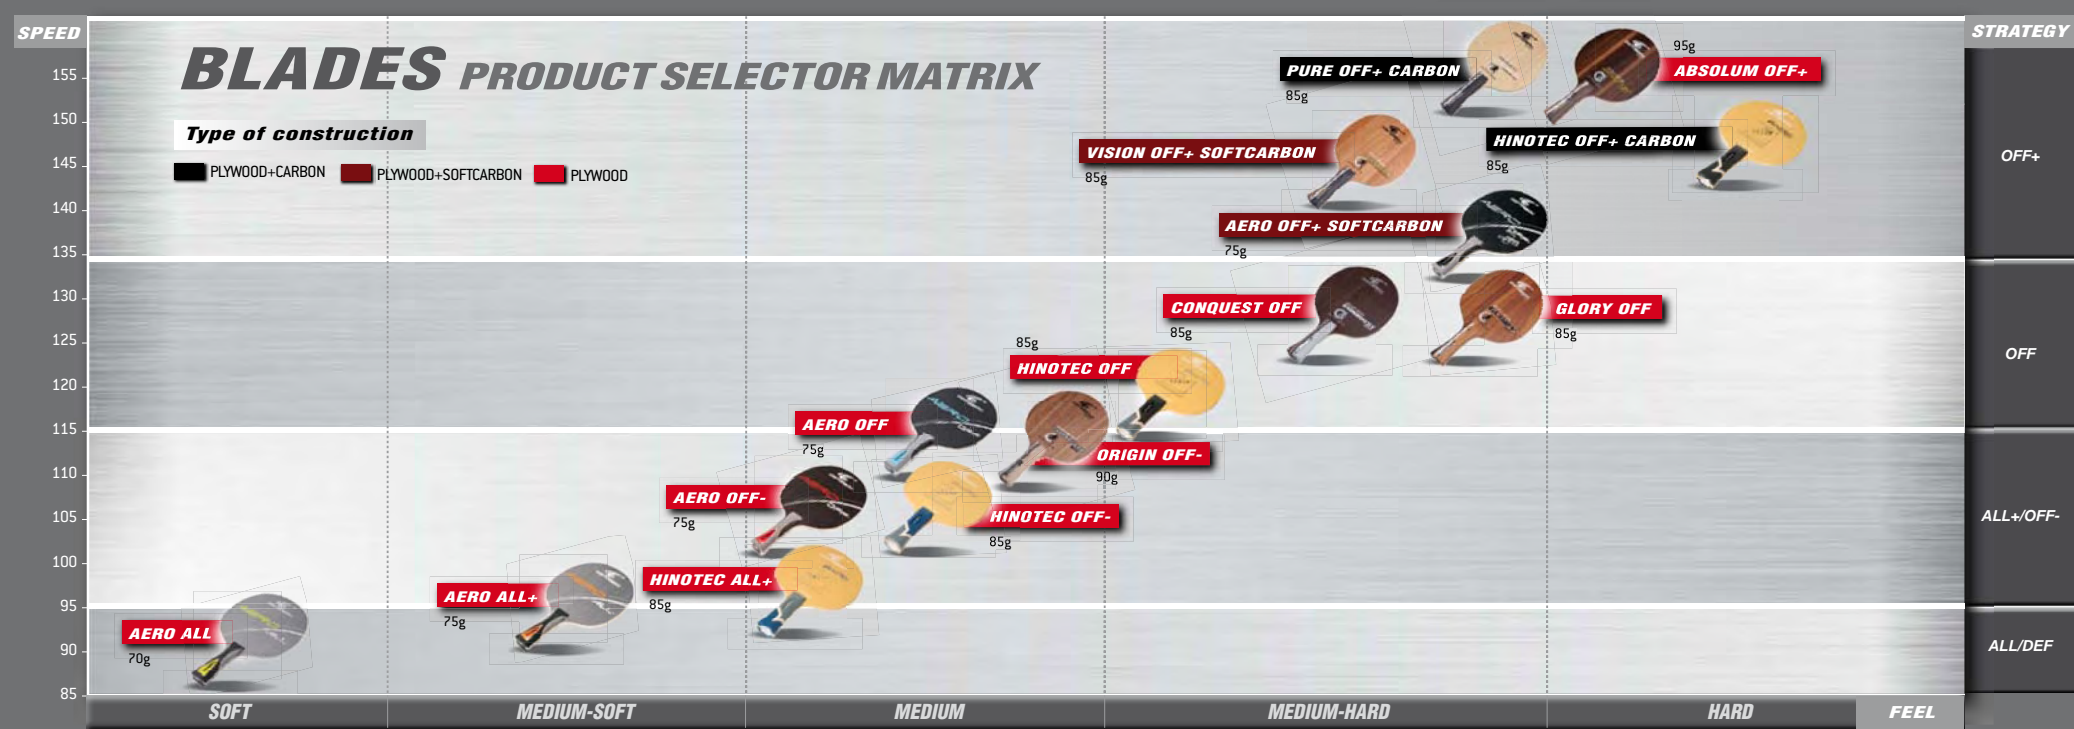 SPEED
STRATEGY
BLADES PRODUCT SELECTOR MATRIX
Type of construction
PLYWOOD+CARBON
PLYWOOD+SOFTCARBON
PLYWOOD
155
150
145
140
135
130
125
120
115
110
105
100
95
90
85
PURE OFF+ CARBON
85g
95g
ABSOLUM OFF+
HINOTEC OFF+ CARBON
85g
VISION OFF+ SOFTCARBON
85g
AERO OFF+ SOFTCARBON
75g
CONQUEST OFF
85g
GLORY OFF
85g
85g
HINOTEC OFF
AERO OFF
75g
ORIGIN OFF-
90g
AERO OFF-
75g
HINOTEC OFF-
85g
HINOTEC ALL+
85g
AERO ALL+
75g
AERO ALL
70g
OFF+
OFF
ALL+/OFF-
ALL/DEF
SOFT
MEDIUM-SOFT
MEDIUM
MEDIUM-HARD
HARD
FEEL